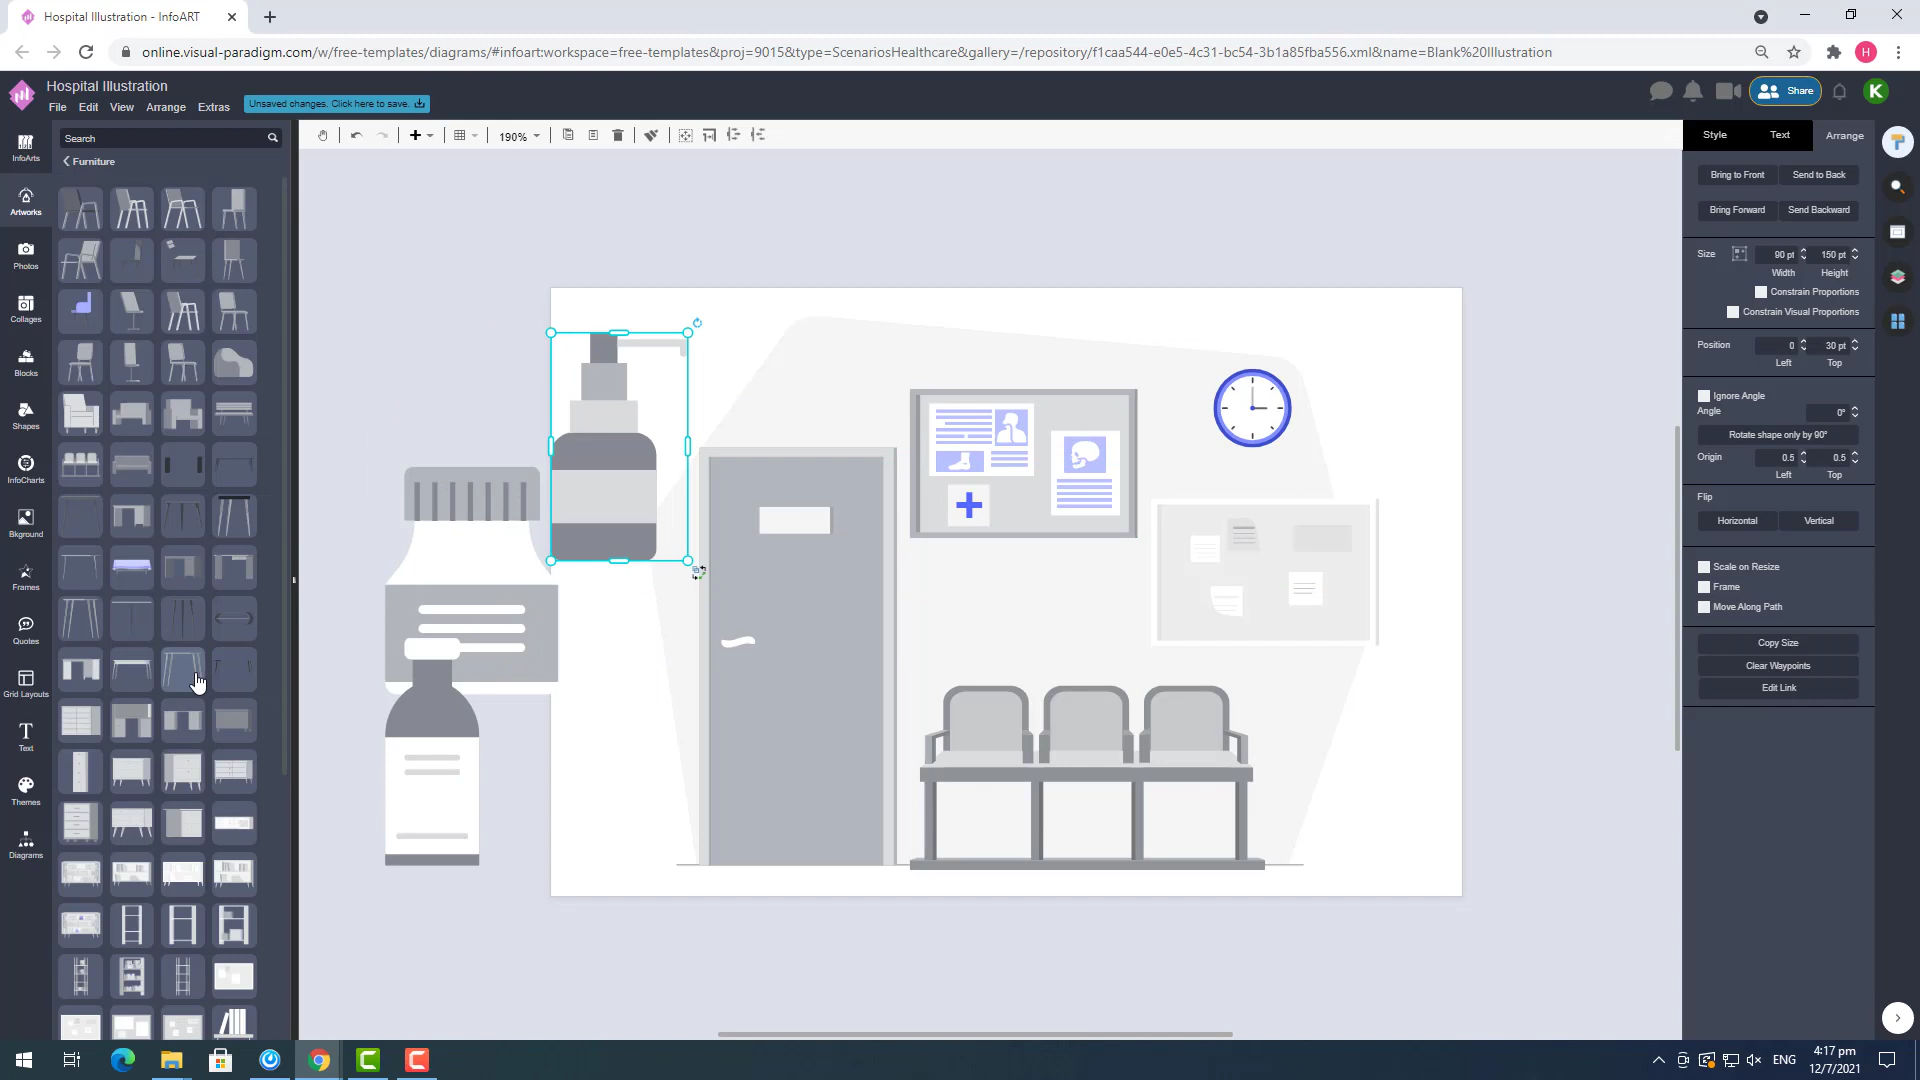 Hospital Illustration - InfoART
online.visual-paradigm.com/w/free-templates/diagrams/#infoart:workspace=free-templates&proj=9015&type=ScenariosHealthcare&gallery=/repository/f1caa544-e0e5-4c31-bc54-3b1a85fba556.xml&name=Blank%20Illustration
H
Hospital Illustration
File Edit View Arrange Extras
Unsaved changes. Click here to save.
Share
K
Search
Furniture
InfoArts
Artworks
Photos
Collages
Blocks
Shapes
InfoCharts
Bkground
Frames
Quotes
Grid Layouts
Text
Themes
Diagrams
190%
Style Text Arrange
Bring to Front Send to Back
Bring Forward Send Backward
Size 90 pt 150 pt
Width Height
Constrain Proportions
Constrain Visual Proportions
Position 0 30 pt
Left Top
Ignore Angle
Angle 0°
Rotate shape only by 90°
Origin 0.5 0.5
Left Top
Flip
Horizontal Vertical
Scale on Resize
Frame
Move Along Path
Copy Size
Clear Waypoints
Edit Link
ENG
4:17 pm
12/7/2021